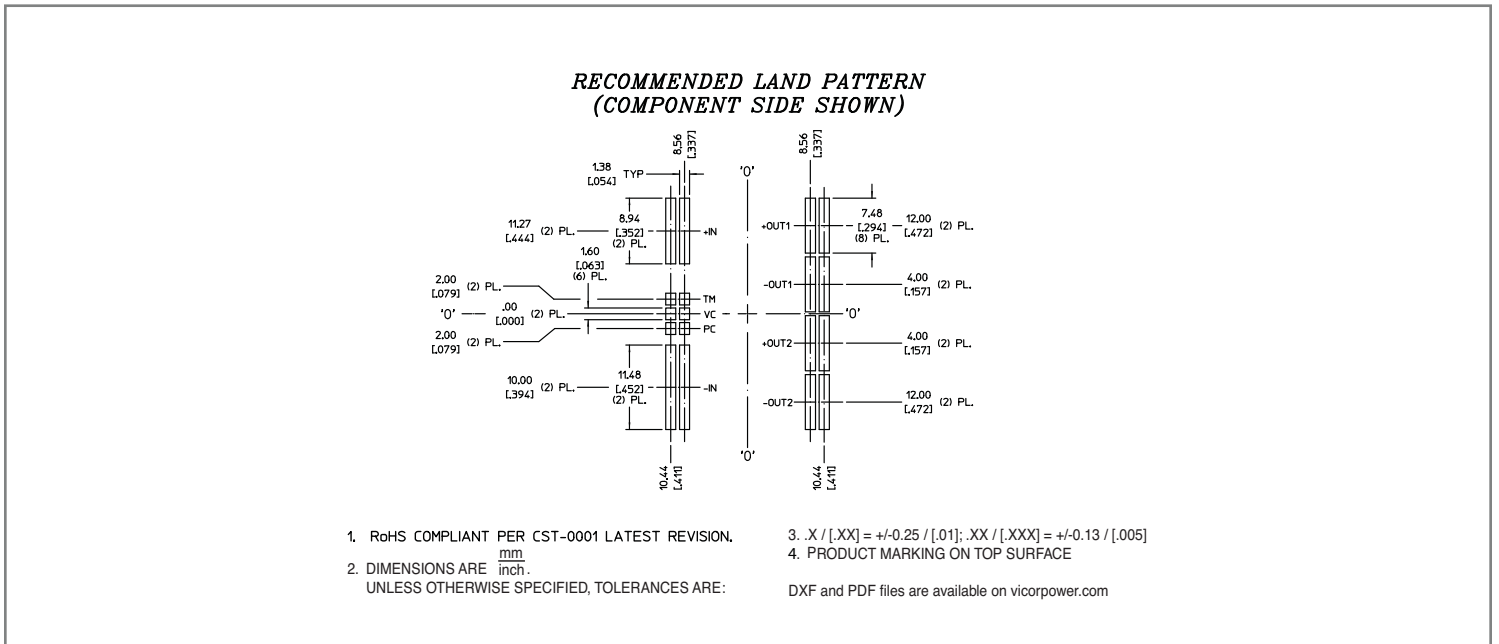 RECOMMENDED LAND PATTERN
(COMPONENT SIDE SHOWN)
8.56
[.337]
8.56
[.337]
1.38
[.054]
TYP
'0'
11.27
[.444]
(2) PL.
8.94
[.352]
(2) PL.
+IN
+OUT1
7.48
[.294]
(8) PL.
12.00
[.472]
(2) PL.
1.60
[.063]
(6) PL.
2.00
[.079]
(2) PL.
TM
-OUT1
4.00
[.157]
(2) PL.
'0'
.00
[.000]
(2) PL.
VC
'0'
2.00
[.079]
(2) PL.
PC
+OUT2
4.00
[.157]
(2) PL.
10.00
[.394]
(2) PL.
11.48
[.452]
(2) PL.
-IN
-OUT2
12.00
[.472]
(2) PL.
'0'
10.44
[.411]
10.44
[.411]
1. RoHS COMPLIANT PER CST-0001 LATEST REVISION.
2. DIMENSIONS ARE mm
inch.
UNLESS OTHERWISE SPECIFIED, TOLERANCES ARE:
3. .X / [.XX] = +/-0.25 / [.01]; .XX / [.XXX] = +/-0.13 / [.005]
4. PRODUCT MARKING ON TOP SURFACE
DXF and PDF files are available on vicorpower.com